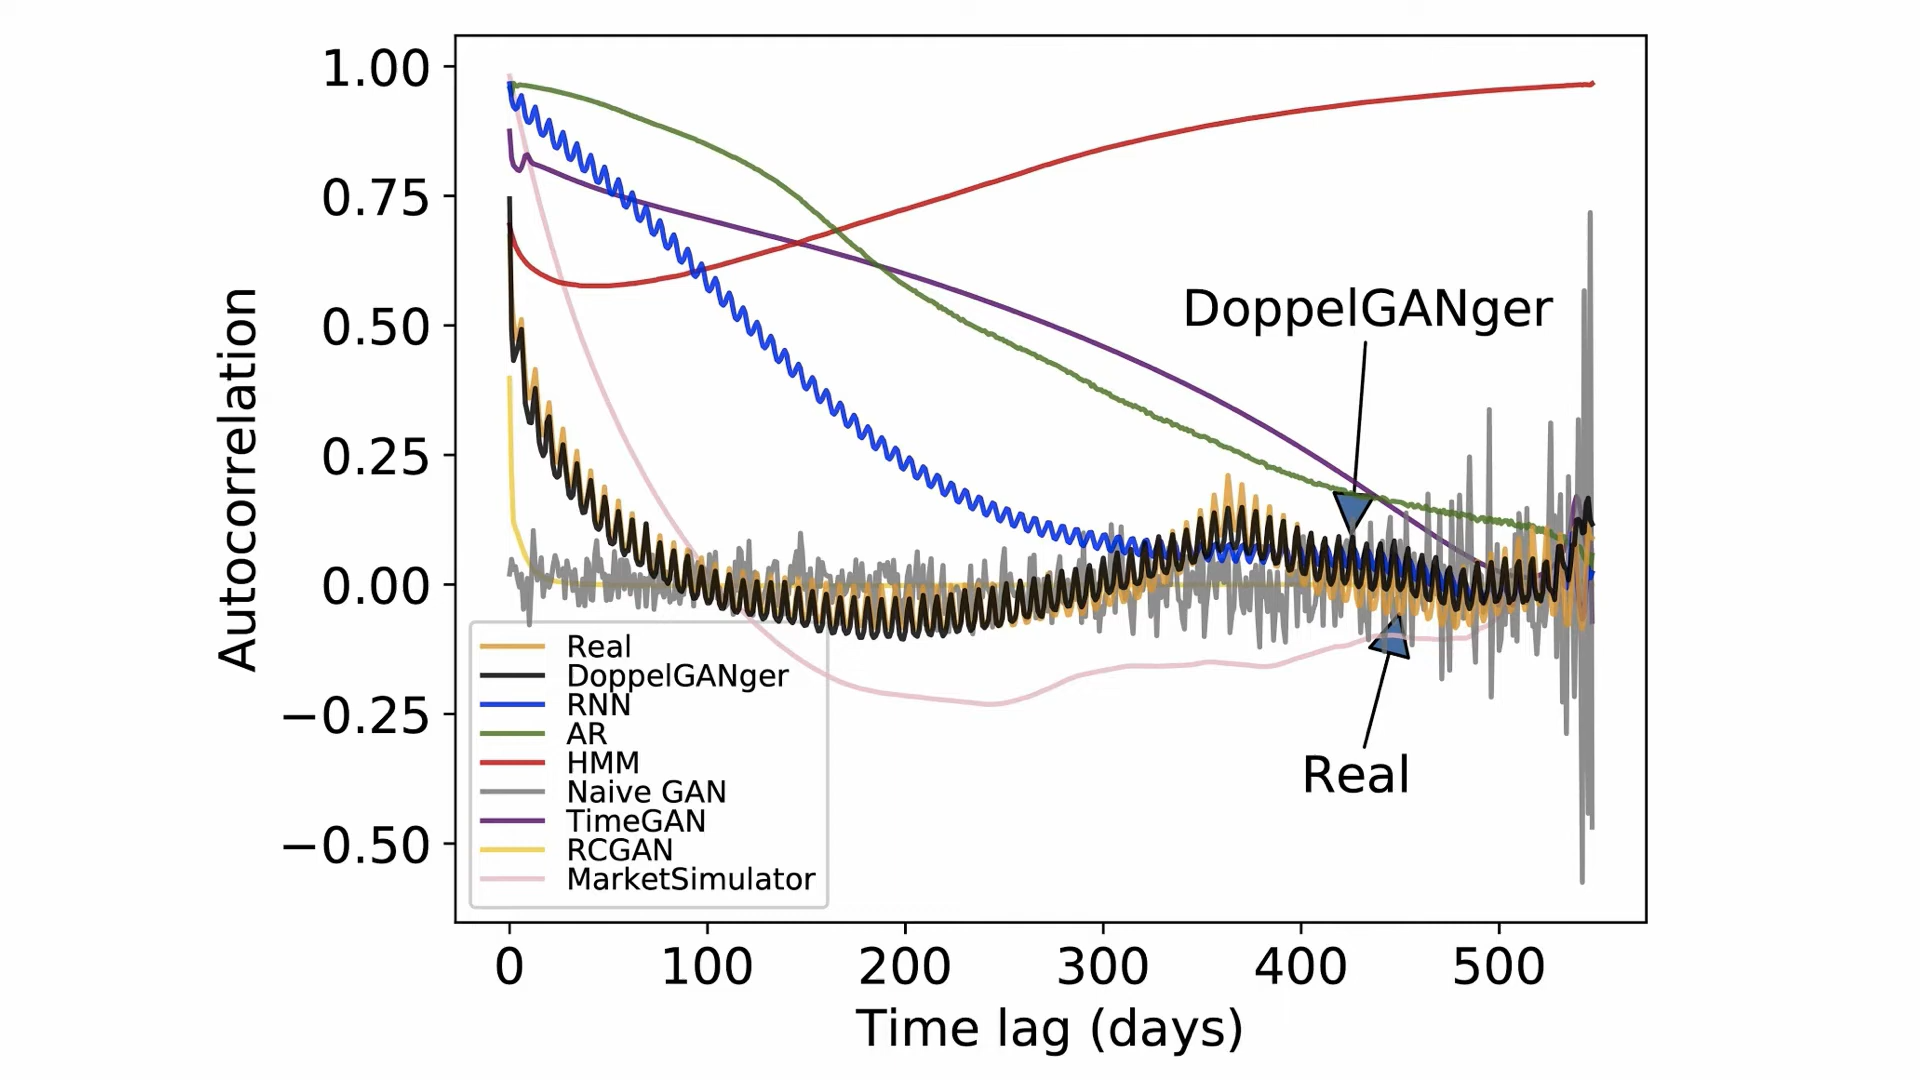 1.00
0.75
0.50
0.25
0.00
−0.25
−0.50
Autocorrelation
DoppelGANger
Real
Real
DoppelGANger
RNN
AR
HMM
Naive GAN
TimeGAN
RCGAN
MarketSimulator
0 100 200 300 400 500
Time lag (days)